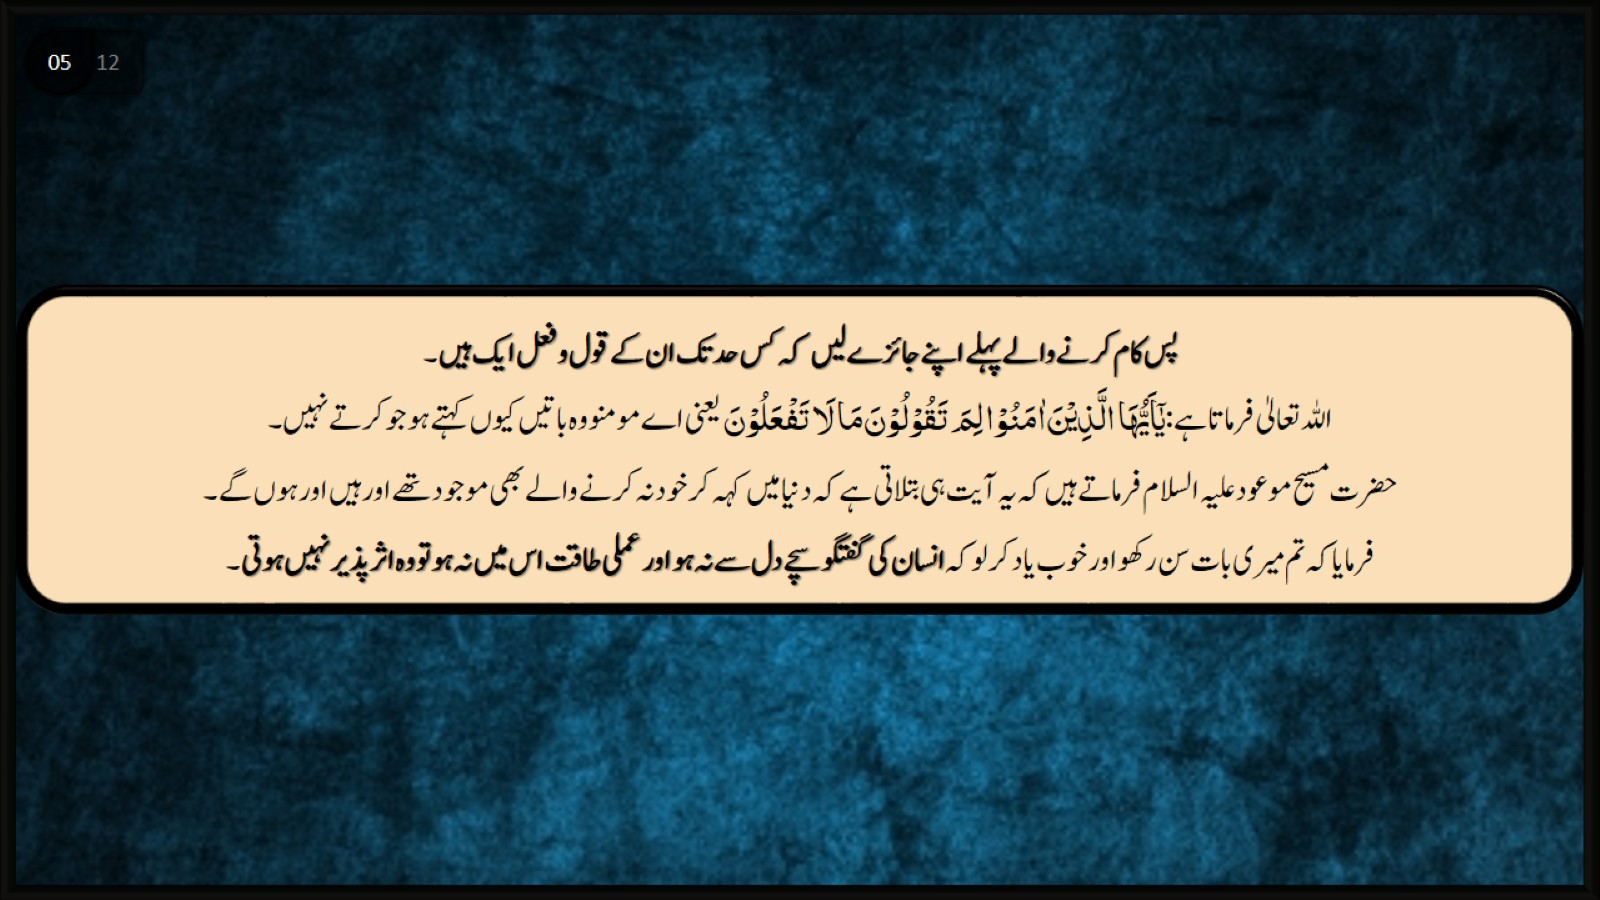 05 12
پس کام کرنے والے پہلے اپنے جائزے لیں کہ کس حد تک ان کے قول و فعل ایک ہیں۔
اللہ تعالیٰ فرماتا ہے: یٰۤاَیُّہَا الَّذِیْنَ اٰمَنُوْا لِمَ تَقُوْلُوْنَ مَا لَا تَفْعَلُوْنَ یعنی اے مومنو وہ باتیں کیوں کہتے ہو جو کرتے نہیں۔
حضرت مسیح موعود علیہ السلام فرماتے ہیں کہ یہ آیت ہی بتلاتی ہے کہ دنیا میں کہہ کر خود نہ کرنے والے بھی موجود تھے اور ہیں اور ہوں گے۔
فرمایا کہ تم میری بات سن رکھو اور خوب یاد کر لو کہ انسان کی گفتگو سچے دل سے نہ ہو اور عملی طاقت اس میں نہ ہو تو وہ اثر پذیر نہیں ہوتی۔